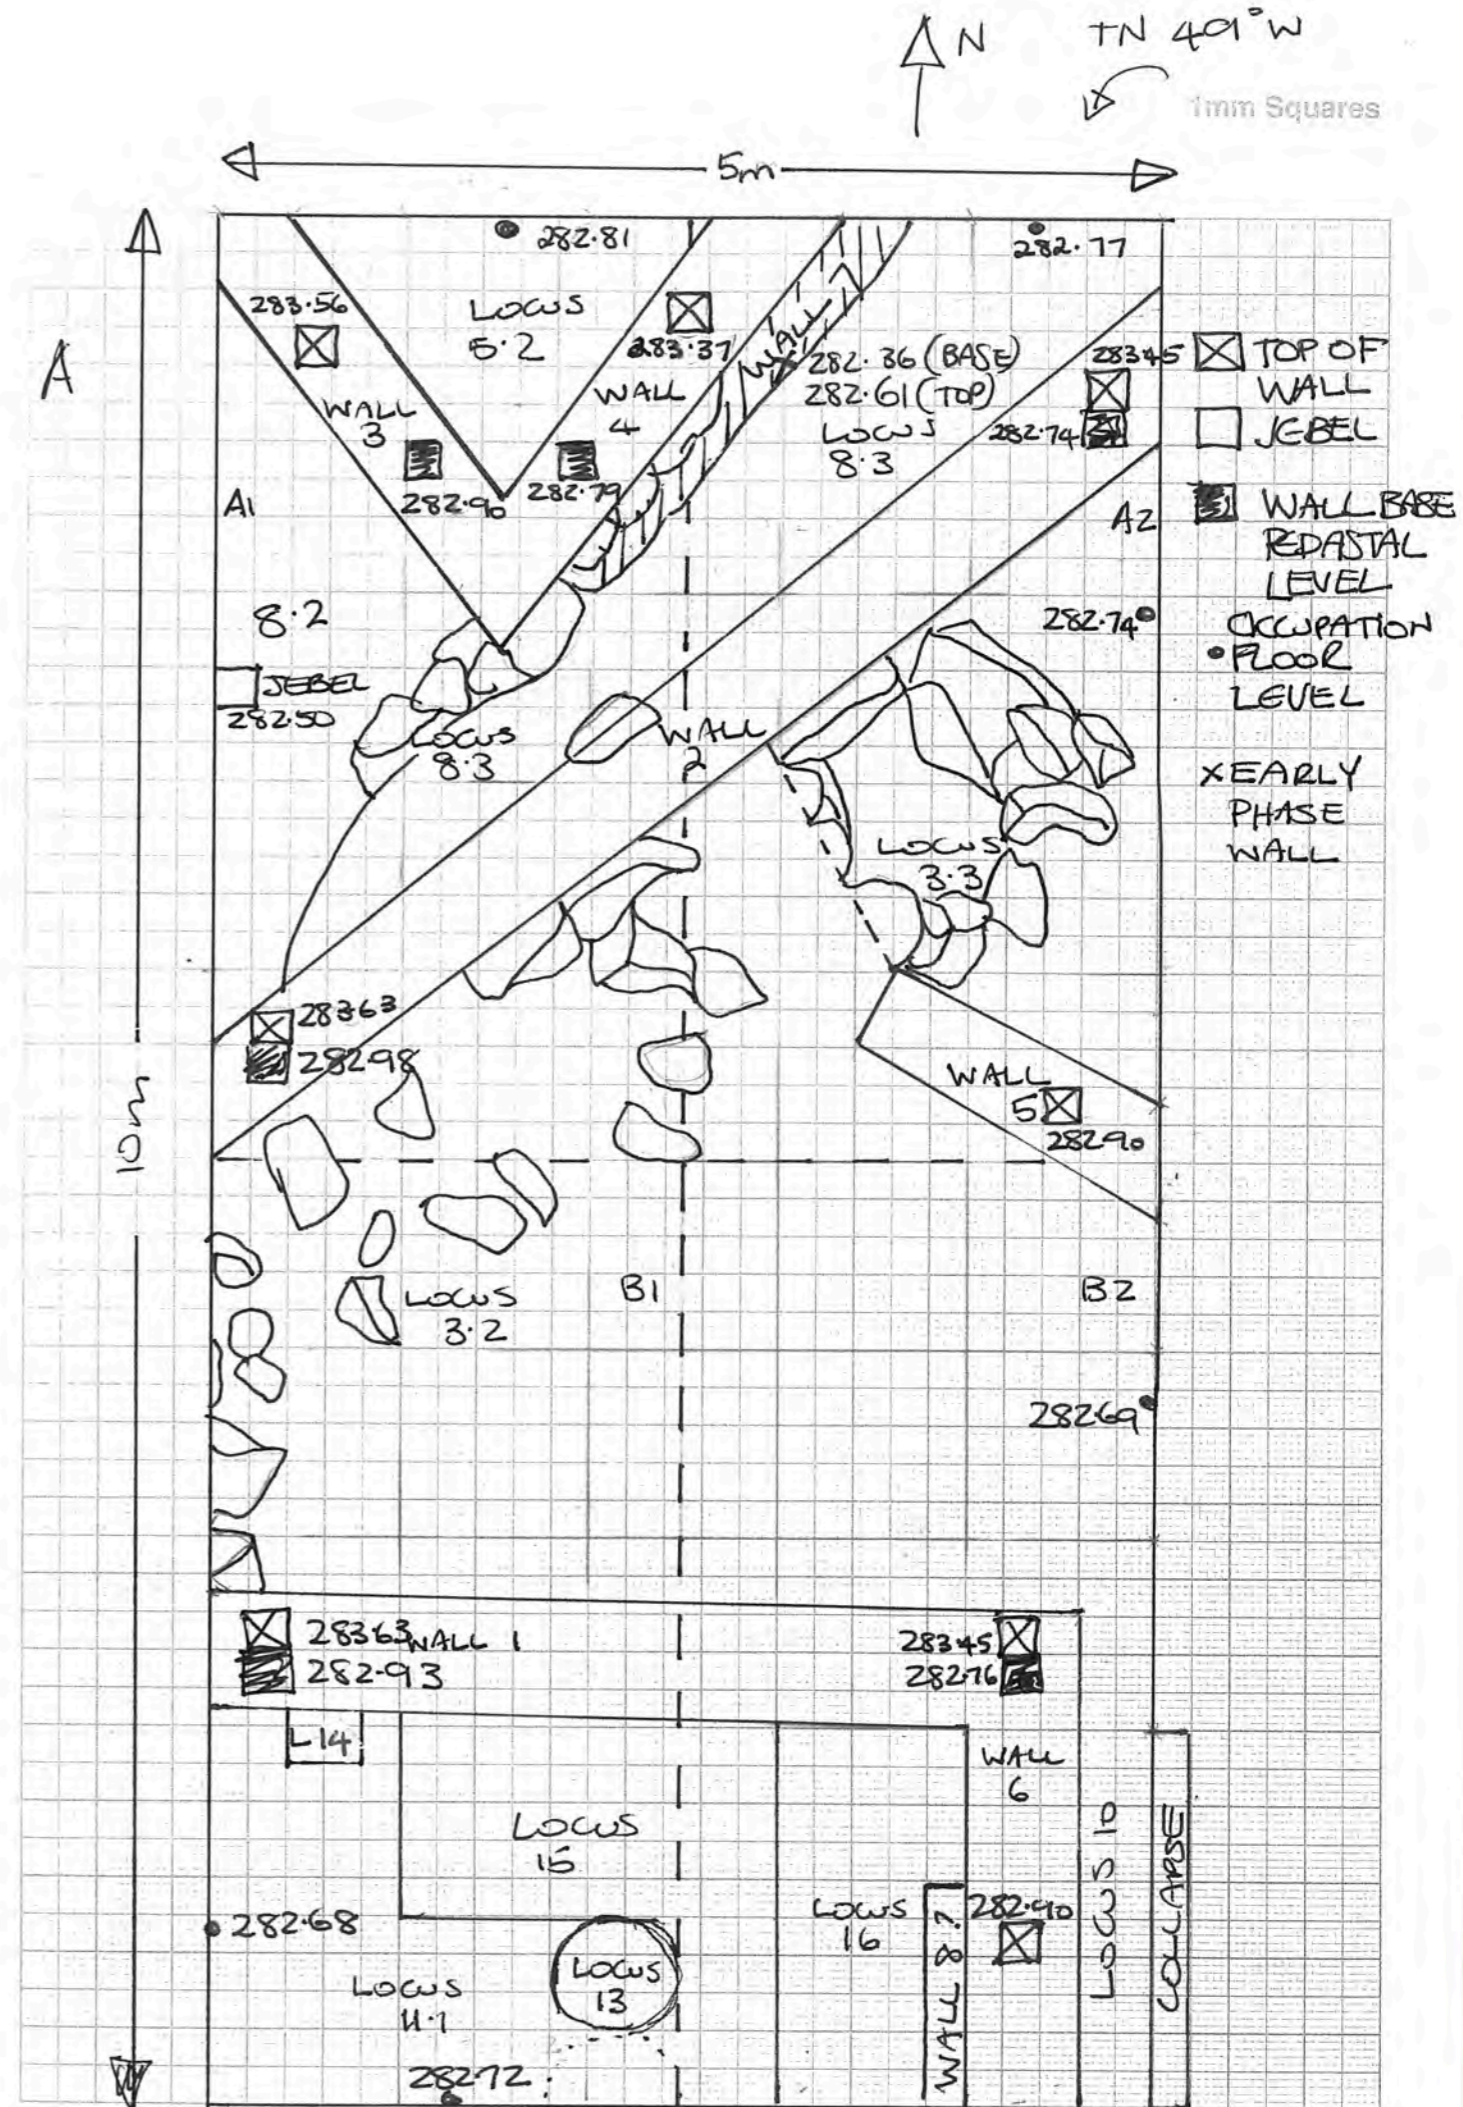 N
TN 49°W
1mm Squares
5m
282.81
282.77
283.56
LOCUS
5.2
283.37
WALL
282.36 (BASE)
282.61 (TOP)
LOCUS
8.3
28345
282.74
TOP OF
WALL
JEBEL
A
WALL
3
WALL
4
282.90
282.79
A1
A2
WALL BASE
PEDASTAL
LEVEL
8.2
282.74
OCCUPATION
FLOOR
LEVEL
JEBEL
282.50
LOCUS
8.3
WALL
2
X EARLY
PHASE
WALL
LOCUS
3.3
28363
28298
10m
WALL
5
28290
LOCUS
3.2
B1
B2
28269
28363
WALL 1
282.93
28345
28276
L14
WALL
6
LOCUS
15
LOCUS
16
WALL 8?
282.90
LOCUS 10
COLLAPSE
282.68
LOCUS
13
LOCUS
11.1
28272